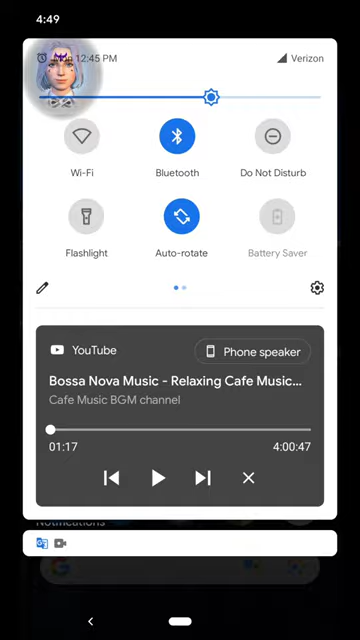 4:49
Mon 12:45 PM
Verizon
Wi-Fi
Bluetooth
Do Not Disturb
Flashlight
Auto-rotate
Battery Saver
YouTube
Phone speaker
Bossa Nova Music - Relaxing Cafe Music...
Cafe Music BGM channel
01:17
4:00:47
Notifications